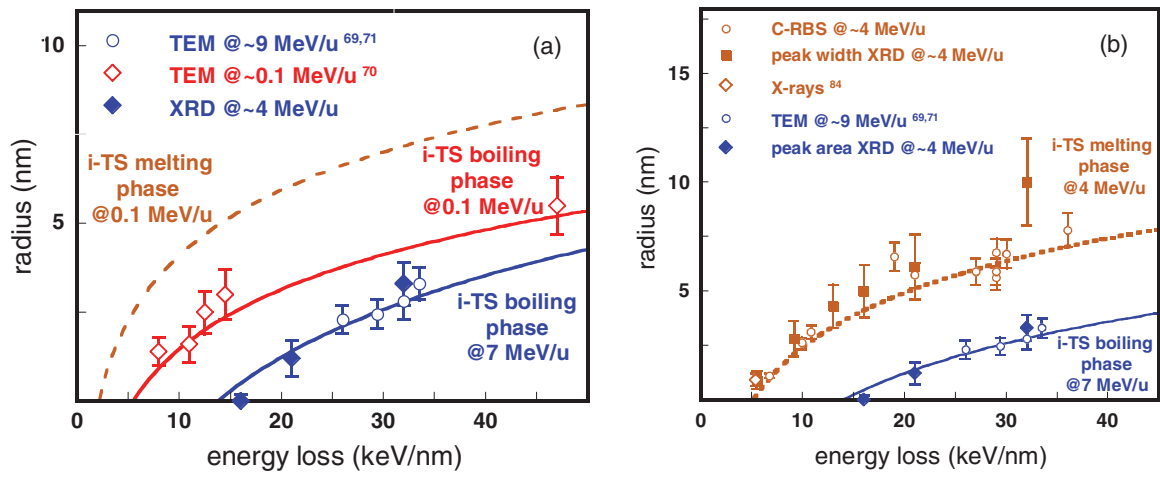 (a)
TEM @~9 MeV/u 69,71
TEM @~0.1 MeV/u 70
XRD @~4 MeV/u
i-TS melting
phase
@0.1 MeV/u
i-TS boiling
phase
@0.1 MeV/u
i-TS boiling
phase
@7 MeV/u
radius (nm)
10
5
0
10
20
30
40
energy loss (keV/nm)
(b)
C-RBS @~4 MeV/u
peak width XRD @~4 MeV/u
X-rays 84
TEM @~9 MeV/u 69,71
peak area XRD @~4 MeV/u
i-TS melting
phase
@4 MeV/u
i-TS boiling
phase
@7 MeV/u
radius (nm)
15
10
5
0
0
10
20
30
40
energy loss (keV/nm)